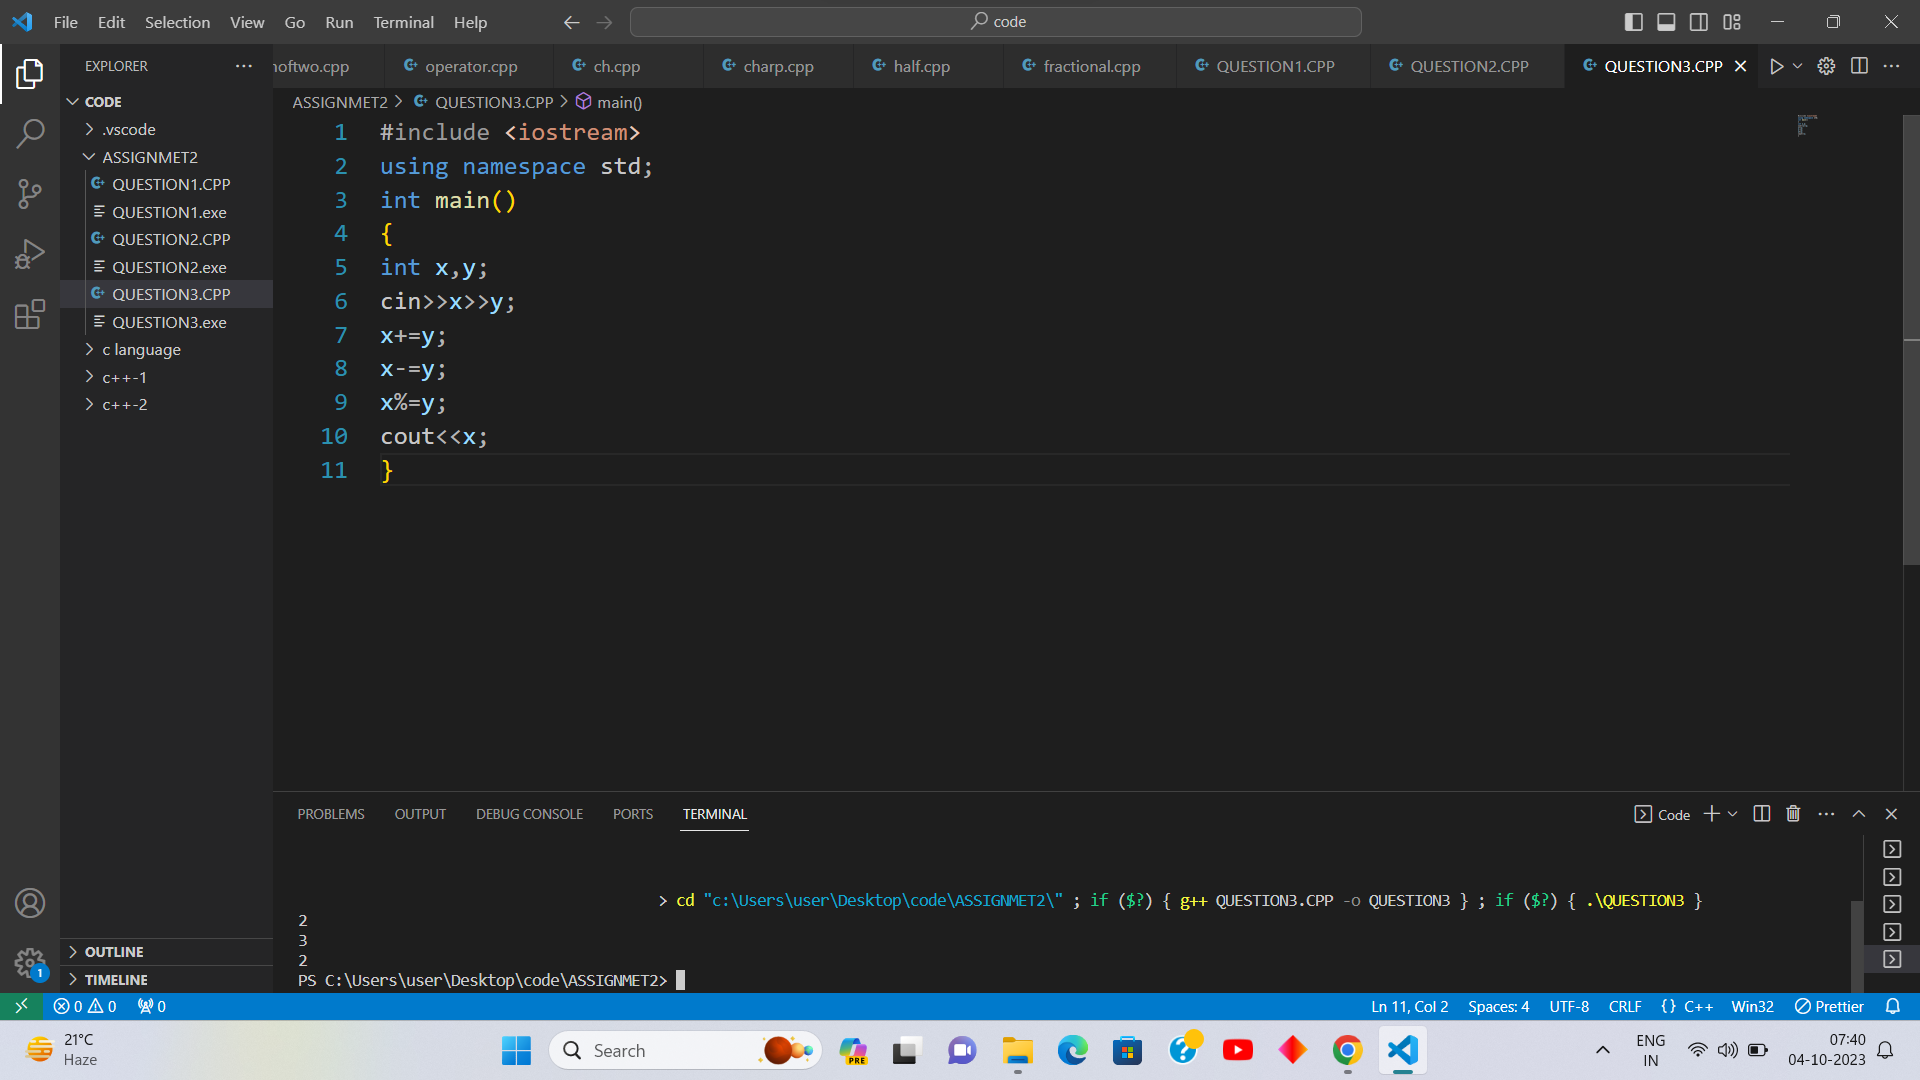 File Edit Selection View Go Run Terminal Help
code
EXPLORER
oftwo.cpp operator.cpp ch.cpp charp.cpp half.cpp fractional.cpp QUESTION1.CPP QUESTION2.CPP QUESTION3.CPP
CODE
.vscode
ASSIGNMET2
QUESTION1.CPP
QUESTION1.exe
QUESTION2.CPP
QUESTION2.exe
QUESTION3.CPP
QUESTION3.exe
c language
c++-1
c++-2
OUTLINE
TIMELINE
ASSIGNMET2 > QUESTION3.CPP > main()
1 #include <iostream>
2 using namespace std;
3 int main()
4 {
5 int x,y;
6 cin>>x>>y;
7 x+=y;
8 x-=y;
9 x%=y;
10 cout<<x;
11 }
PROBLEMS OUTPUT DEBUG CONSOLE PORTS TERMINAL
Code
> cd "c:\Users\user\Desktop\code\ASSIGNMET2\" ; if ($?) { g++ QUESTION3.CPP -o QUESTION3 } ; if ($?) { .\QUESTION3 }
2
3
2
PS C:\Users\user\Desktop\code\ASSIGNMET2>
1
0 0 0
Ln 11, Col 2 Spaces: 4 UTF-8 CRLF {} C++ Win32 Prettier
21°C
Haze
Search
PRE
ENG
IN
07:40
04-10-2023